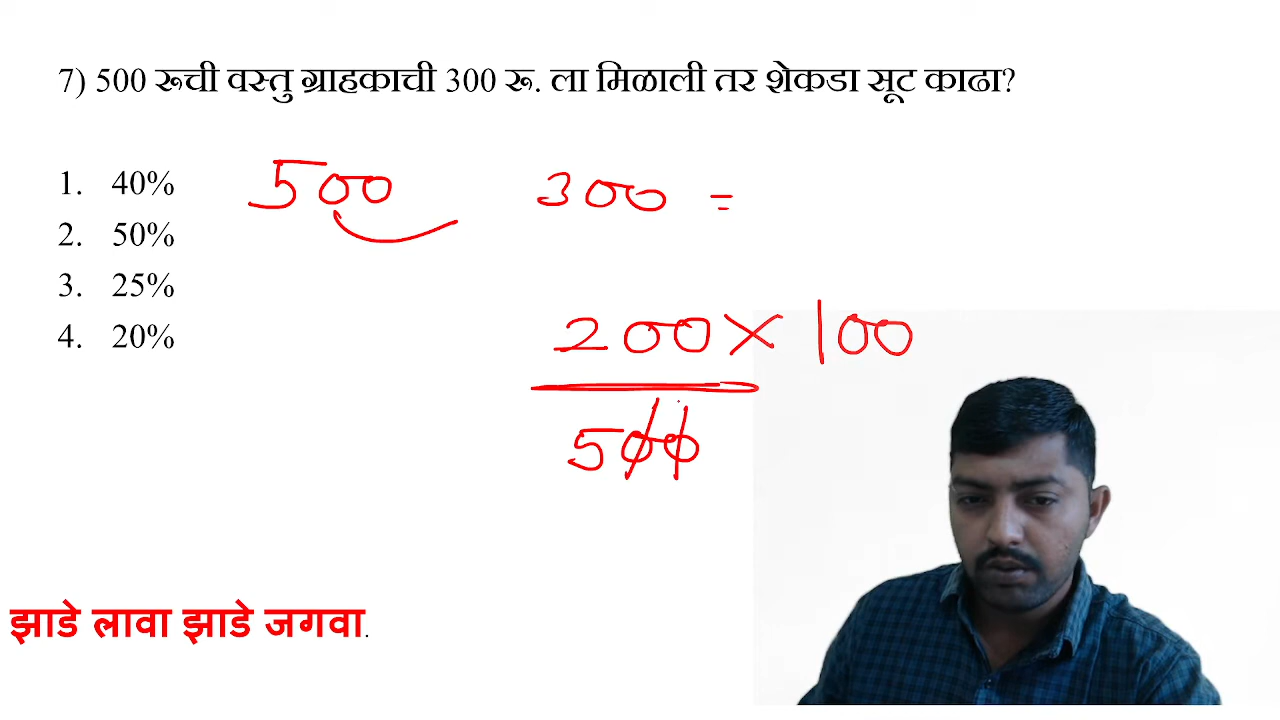 7) 500 रूची वस्तु ग्राहकाची 300 रू. ला मिळाली तर शेकडा सूट काढा?
1. 40%
2. 50%
3. 25%
4. 20%
500 300 =
200 × 100
500
झाडे लावा झाडे जगवा.